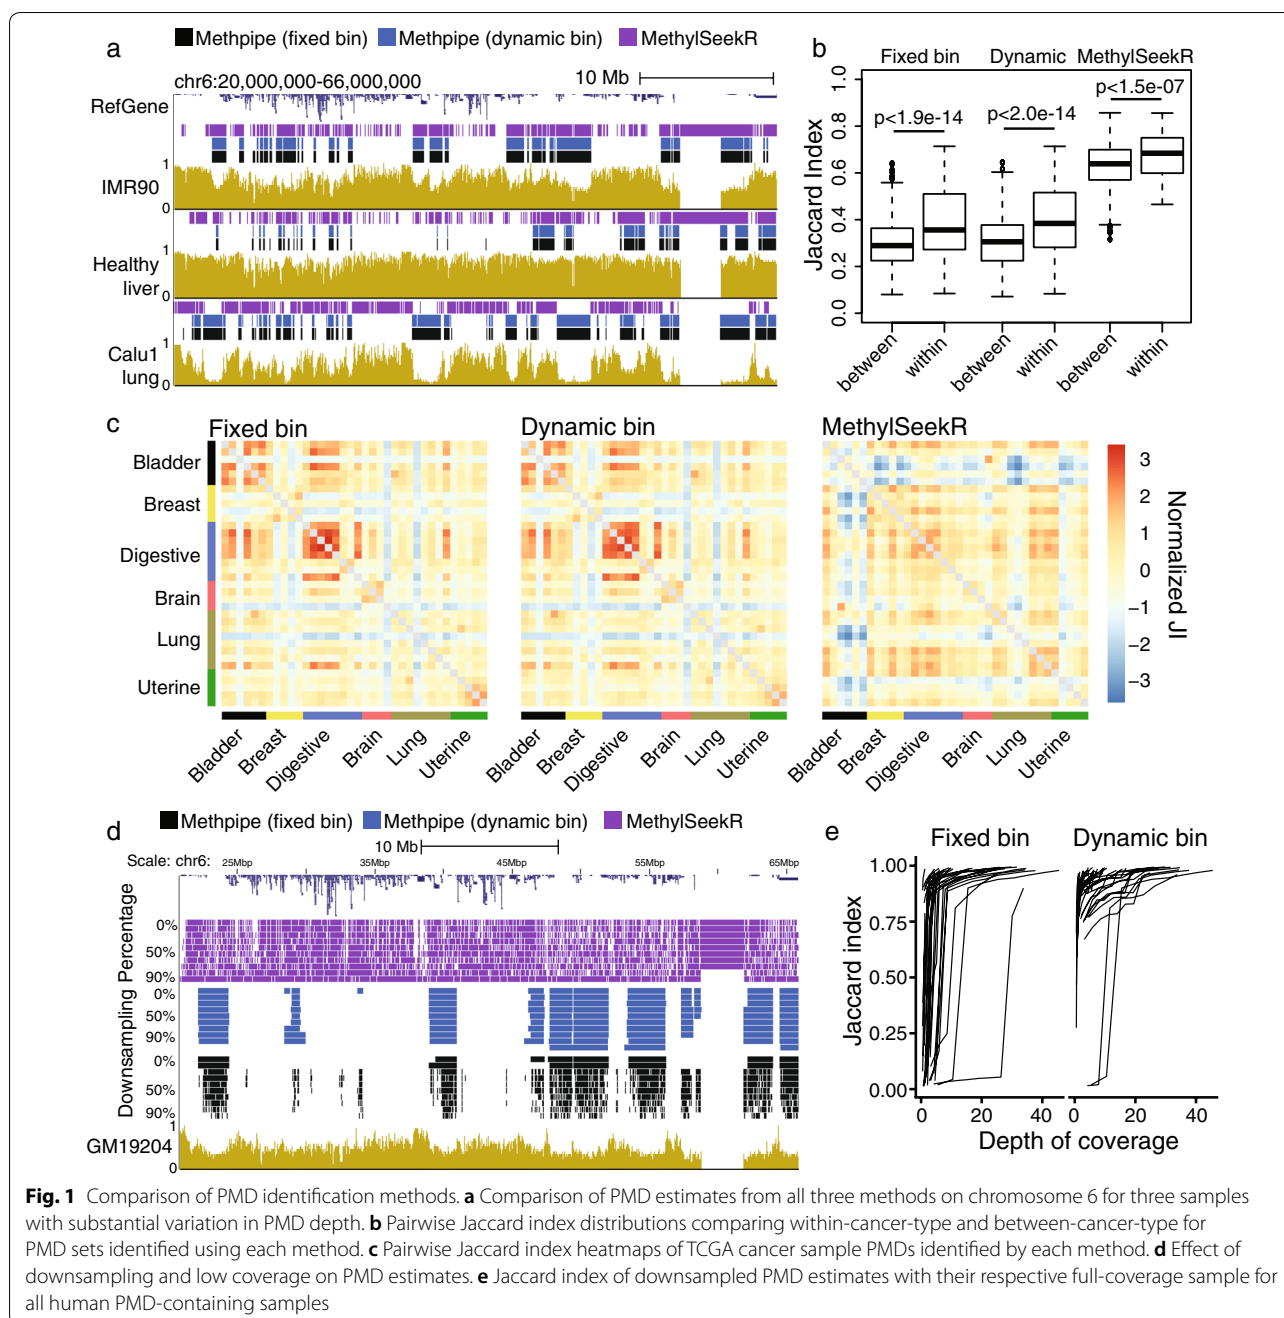 a
Methpipe (fixed bin) Methpipe (dynamic bin) MethylSeekR
chr6:20,000,000-66,000,000
10 Mb
RefGene
1
IMR90
0
1
Healthy
liver
0
1
Calu1
lung
0
b
Fixed bin Dynamic MethylSeekR
p<1.9e-14 p<2.0e-14 p<1.5e-07
Jaccard Index
1.0
0.8
0.6
0.4
0.2
0.0
between within between within between within
c
Fixed bin Dynamic bin MethylSeekR
Bladder
Breast
Digestive
Brain
Lung
Uterine
Bladder Breast Digestive Brain Lung Uterine
Bladder Breast Digestive Brain Lung Uterine
Bladder Breast Digestive Brain Lung Uterine
3
2
1
0
−1
−2
−3
Normalized JI
d
Methpipe (fixed bin) Methpipe (dynamic bin) MethylSeekR
10 Mb
Scale: chr6: 25Mbp 35Mbp 45Mbp 55Mbp 65Mbp
Downsampling Percentage
0%
50%
90%
0%
50%
90%
0%
50%
90%
1
GM19204
0
e
Fixed bin Dynamic bin
Jaccard index
1.00
0.75
0.50
0.25
0.00
0 20 40 0 20 40
Depth of coverage
Fig. 1 Comparison of PMD identification methods. a Comparison of PMD estimates from all three methods on chromosome 6 for three samples
with substantial variation in PMD depth. b Pairwise Jaccard index distributions comparing within-cancer-type and between-cancer-type for
PMD sets identified using each method. c Pairwise Jaccard index heatmaps of TCGA cancer sample PMDs identified by each method. d Effect of
downsampling and low coverage on PMD estimates. e Jaccard index of downsampled PMD estimates with their respective full-coverage sample for
all human PMD-containing samples